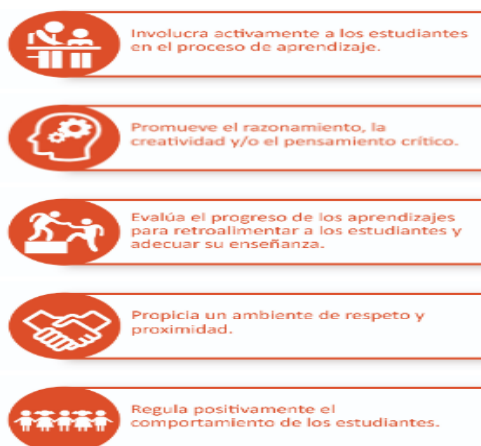 Involucra activamente a los estudiantes
en el proceso de aprendizaje.
Promueve el razonamiento, la
creatividad y/o el pensamiento crítico.
Evalúa el progreso de los aprendizajes
para retroalimentar a los estudiantes y
adecuar su enseñanza.
Propicia un ambiente de respeto y
proximidad.
Regula positivamente el
comportamiento de los estudiantes.